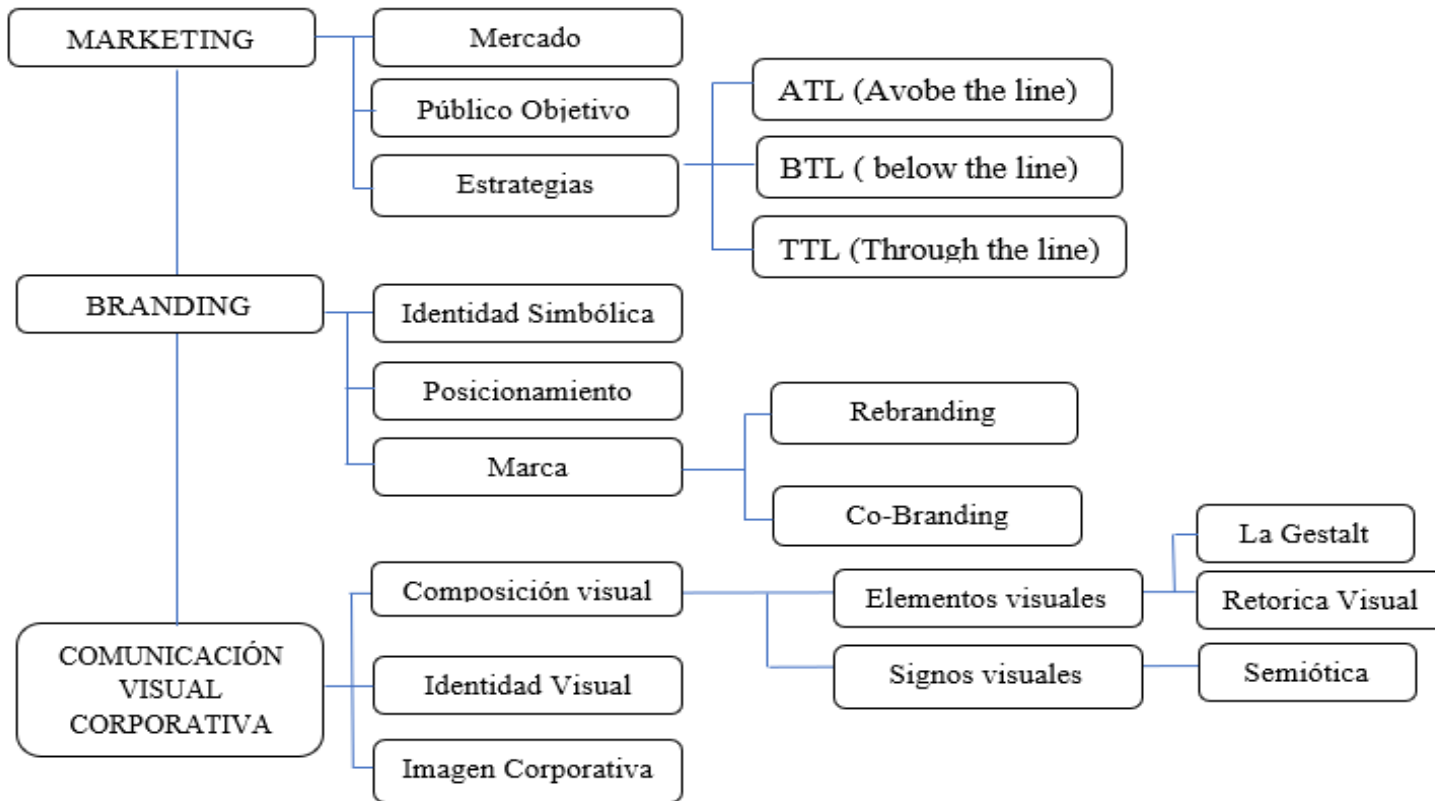 MARKETING
Mercado
Público Objetivo
Estrategias
ATL (Avobe the line)
BTL ( below the line)
TTL (Through the line)
BRANDING
Identidad Simbólica
Posicionamiento
Marca
Rebranding
Co-Branding
COMUNICACIÓN
VISUAL
CORPORATIVA
Composición visual
Identidad Visual
Imagen Corporativa
Elementos visuales
Signos visuales
La Gestalt
Retorica Visual
Semiótica